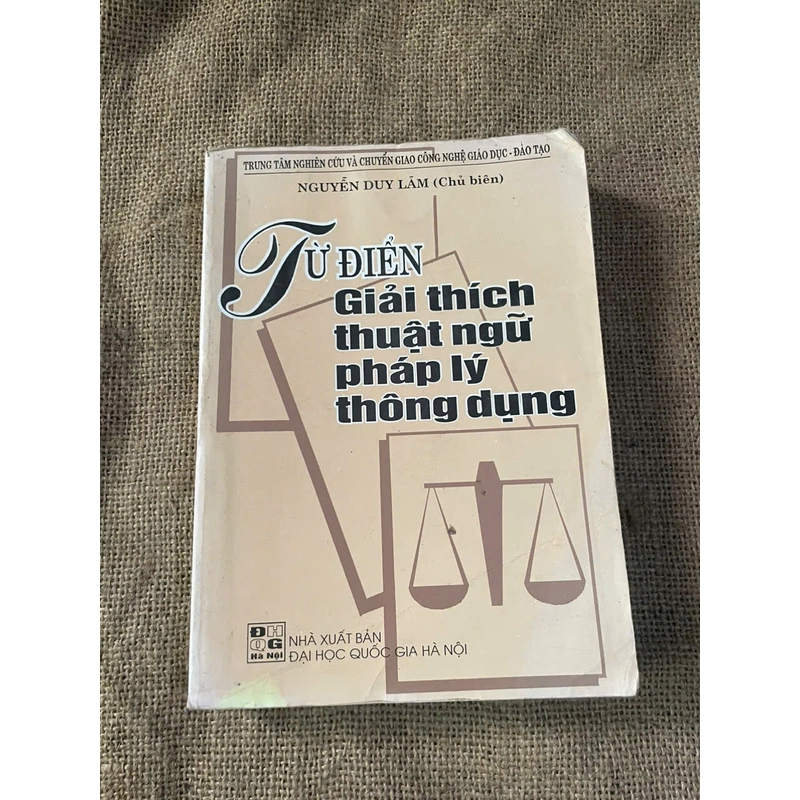 TRUNG TÂM NGHIÊN CỨU VÀ CHUYỂN GIAO CÔNG NGHỆ GIÁO DỤC - ĐÀO TẠO
NGUYỄN DUY LÃM (Chủ biên)
TỪ ĐIỂN
Giải thích
thuật ngữ
pháp lý
thông dụng
ĐH
QG
Hà Nội
NHÀ XUẤT BẢN
ĐẠI HỌC QUỐC GIA HÀ NỘI